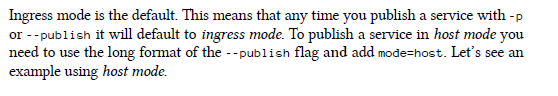 Ingress mode is the default. This means that any time you publish a service with -p
or --publish it will default to ingress mode. To publish a service in host mode you
need to use the long format of the --publish flag and add mode=host. Let’s see an
example using host mode.